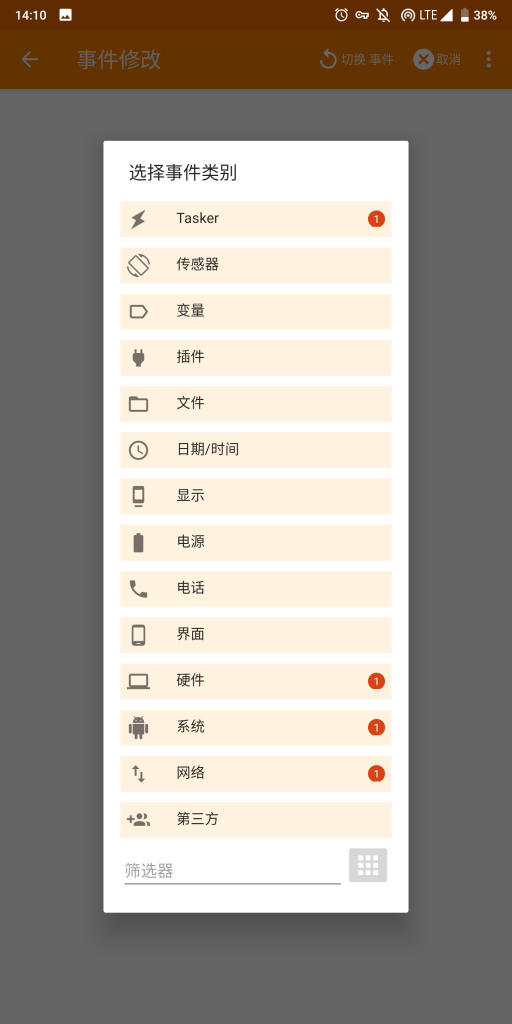 14:10
LTE
38%
事件修改
切换 事件
取消
选择事件类别
Tasker
1
传感器
变量
插件
文件
日期/时间
显示
电源
电话
界面
硬件
1
系统
1
网络
1
第三方
筛选器